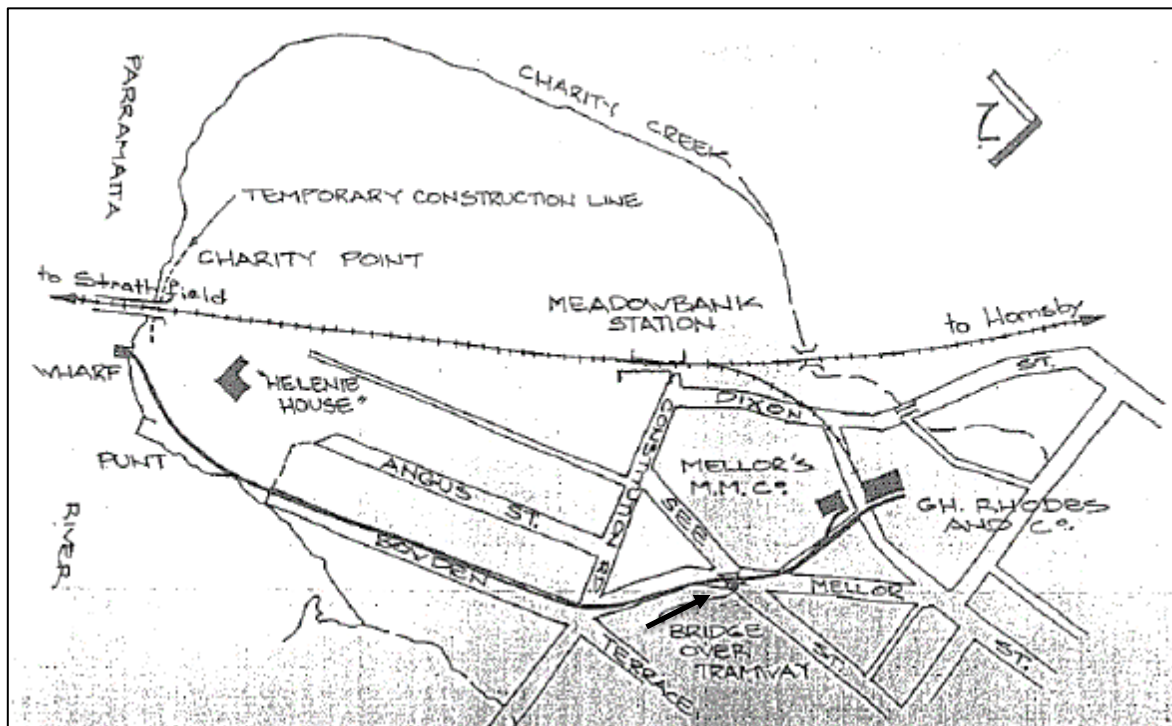 PARRAMATTA
CHARITY CREEK
N.
TEMPORARY CONSTRUCTION LINE
CHARITY POINT
to Strathfield
MEADOWBANK
STATION
to Hornsby
WHARF
"HELENIE
HOUSE"
ST.
DIXON
CONSTITUTION RD
PUNT
ANGUS
ST.
MELLOR'S
M.M. Co.
SEE
GH. RHODES
AND Co.
RIVER
BOWDEN
MELLOR
BRIDGE
OVER
TRAMWAY
TERRACE
ST.
ST.